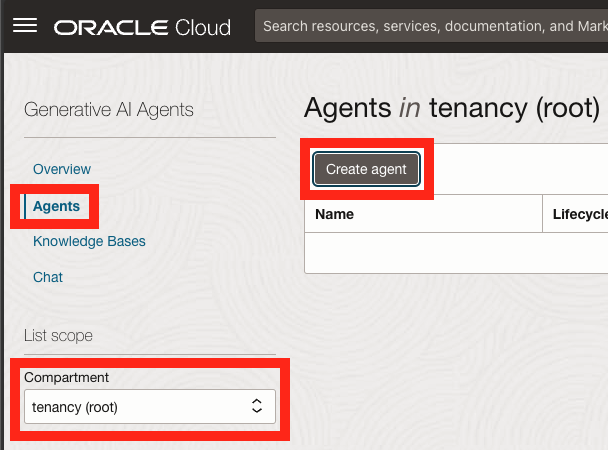 ORACLE Cloud
Search resources, services, documentation, and Mark
Generative AI Agents
Agents in tenancy (root)
Overview
Create agent
Agents
Name
Lifecycle
Knowledge Bases
Chat
List scope
Compartment
tenancy (root)